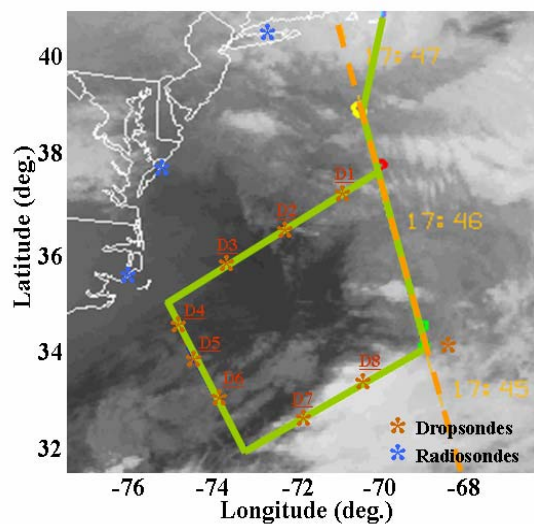 40
38
36
34
32
Latitude (deg.)
17:47
D1
D2
17:46
D3
D4
D5
D8
D6
17:45
D7
Dropsondes
Radiosondes
-76 -74 -72 -70 -68
Longitude (deg.)